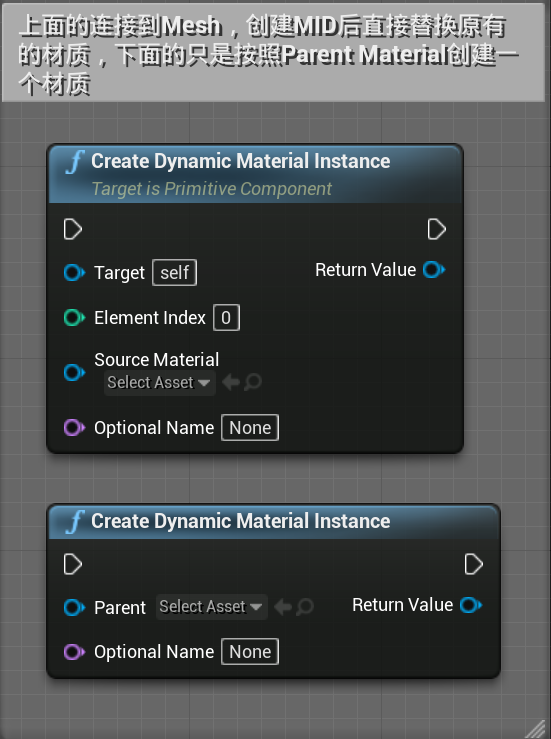 上面的连接到Mesh，创建MID后直接替换原有
的材质，下面的只是按照Parent Material创建一
个材质
f Create Dynamic Material Instance
Target is Primitive Component
Target self Return Value
Element Index 0
Source Material
Select Asset
Optional Name None
f Create Dynamic Material Instance
Parent Select Asset Return Value
Optional Name None